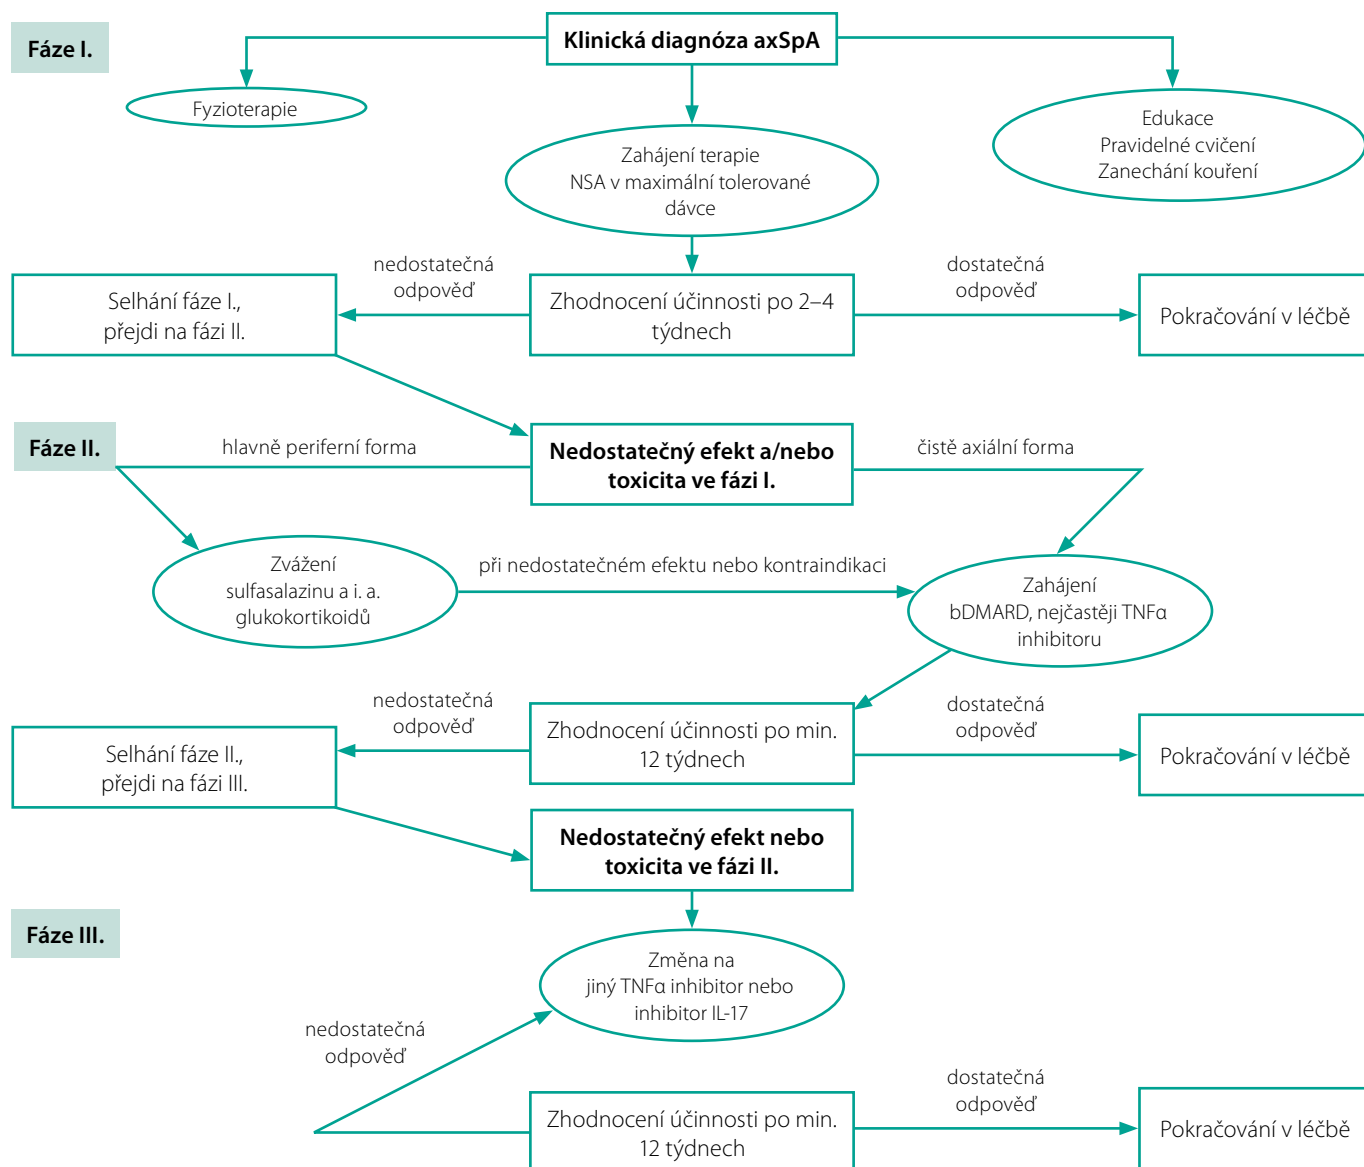 Fáze I.
Klinická diagnóza axSpA
Fyzioterapie
Zahájení terapie
NSA v maximální tolerované
dávce
Edukace
Pravidelné cvičení
Zanechání kouření
nedostatečná
odpověď
dostatečná
odpověď
Selhání fáze I.,
přejdi na fázi II.
Zhodnocení účinnosti po 2–4
týdnech
Pokračování v léčbě
Fáze II.
hlavně periferní forma
Nedostatečný efekt a/nebo
toxicita ve fázi I.
čistě axiální forma
Zvážení
sulfasalazinu a i. a.
glukokortikoidů
při nedostatečném efektu nebo kontraindikaci
Zahájení
bDMARD, nejčastěji TNFα
inhibitoru
nedostatečná
odpověď
dostatečná
odpověď
Selhání fáze II.,
přejdi na fázi III.
Zhodnocení účinnosti po min.
12 týdnech
Pokračování v léčbě
Nedostatečný efekt nebo
toxicita ve fázi II.
Fáze III.
Změna na
jiný TNFα inhibitor nebo
inhibitor IL-17
nedostatečná
odpověď
dostatečná
odpověď
Zhodnocení účinnosti po min.
12 týdnech
Pokračování v léčbě